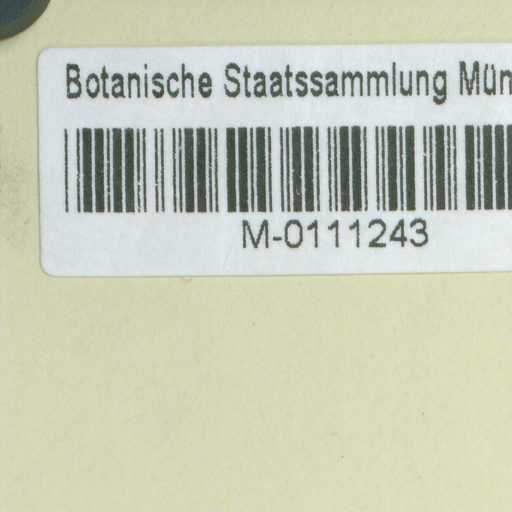 Botanische Staatssammlung Mün
M-0111243